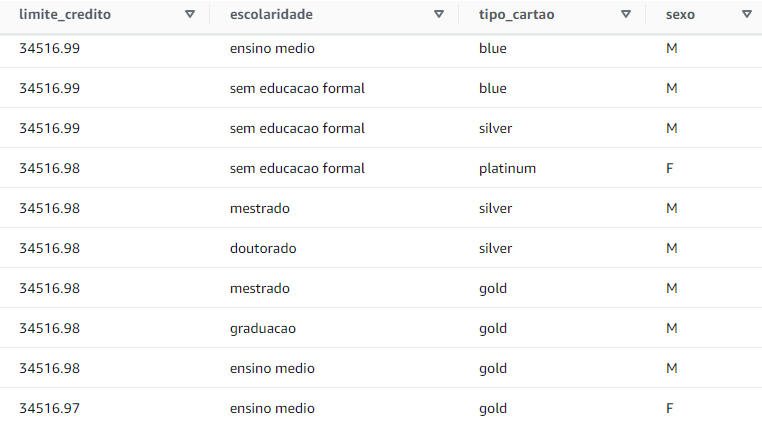 limite_credito escolaridade tipo_cartao sexo
34516.99 ensino medio blue M
34516.99 sem educacao formal blue M
34516.99 sem educacao formal silver M
34516.98 sem educacao formal platinum F
34516.98 mestrado silver M
34516.98 doutorado silver M
34516.98 mestrado gold M
34516.98 graduacao gold M
34516.98 ensino medio gold M
34516.97 ensino medio gold F